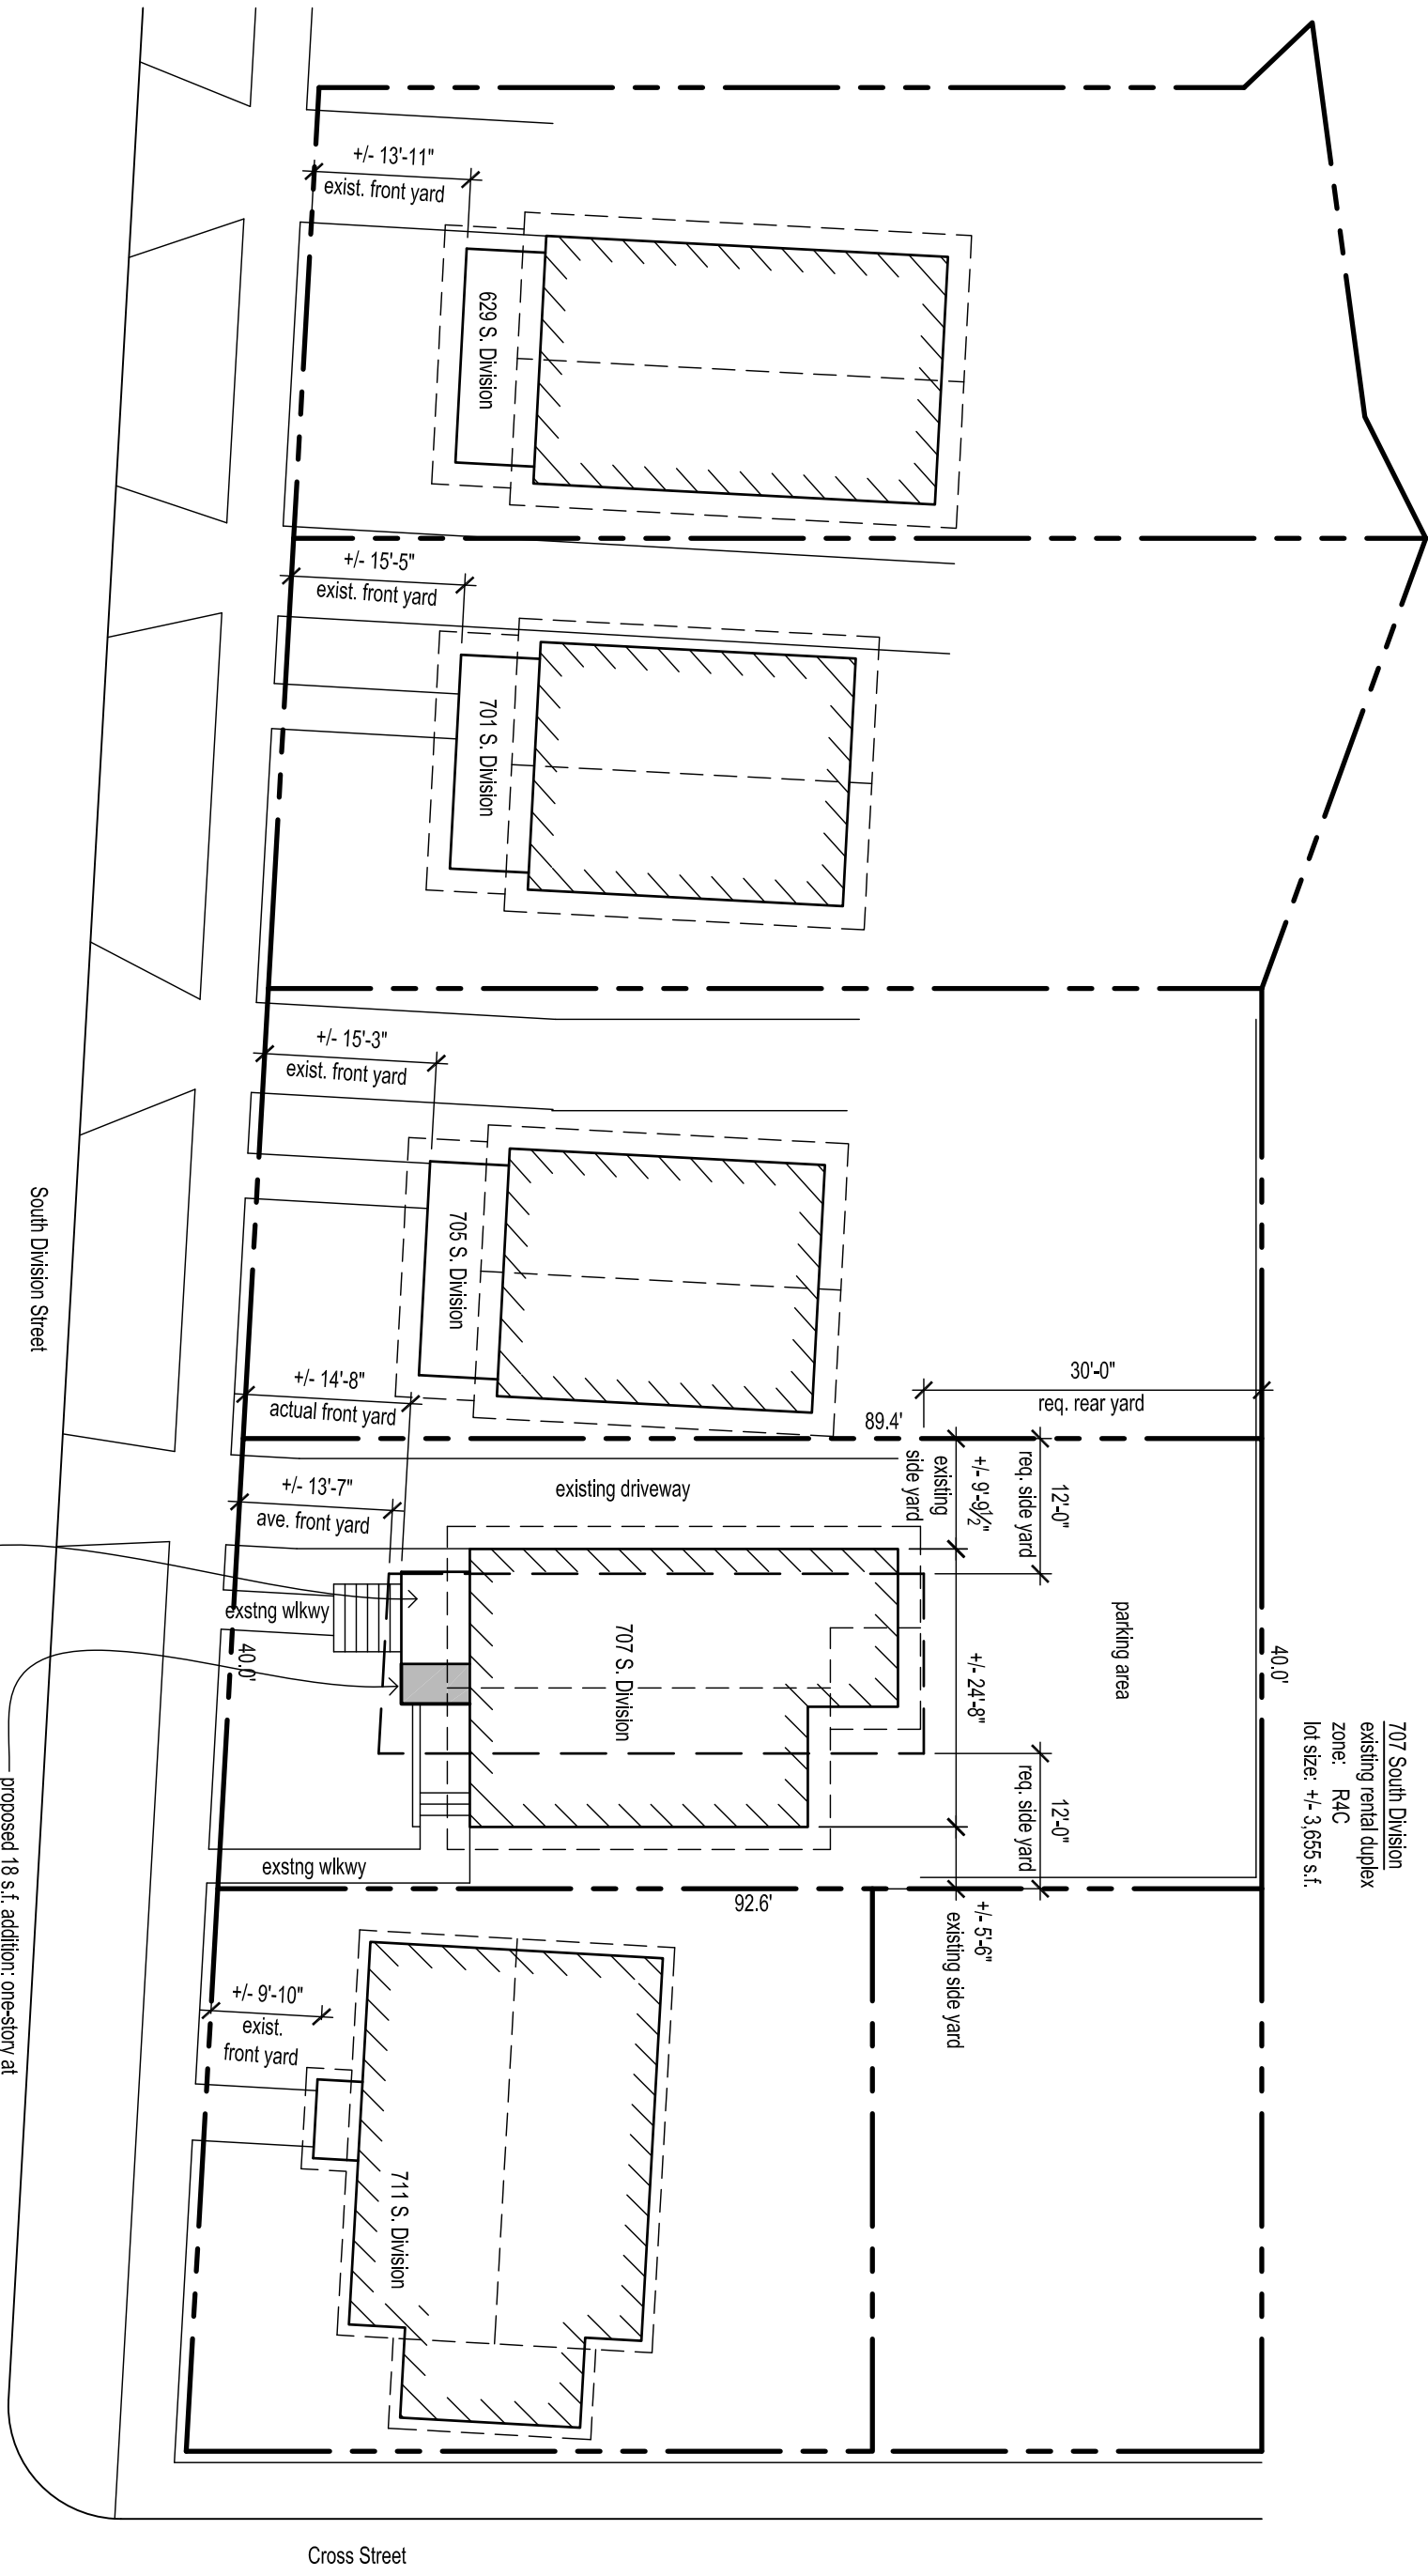 +/- 13'-11"
exist. front yard
629 S. Division
+/- 15'-5"
exist. front yard
701 S. Division
+/- 15'-3"
exist. front yard
705 S. Division
South Division Street
+/- 14'-8"
actual front yard
30'-0"
req. rear yard
89.4'
+/- 13'-7"
ave. front yard
existing driveway
12'-0"
req. side yard
+/- 9'-9½"
existing
side yard
exstng wlkwy
40.0'
707 S. Division
+/- 24'-8"
parking area
40.0'
707 South Division
existing rental duplex
zone: R4C
lot size: +/- 3,655 s.f.
12'-0"
req. side yard
exstng wlkwy
92.6'
+/- 5'-6"
existing side yard
proposed 18 s.f. addition: one-story at
+/- 9'-10"
exist.
front yard
711 S. Division
Cross Street